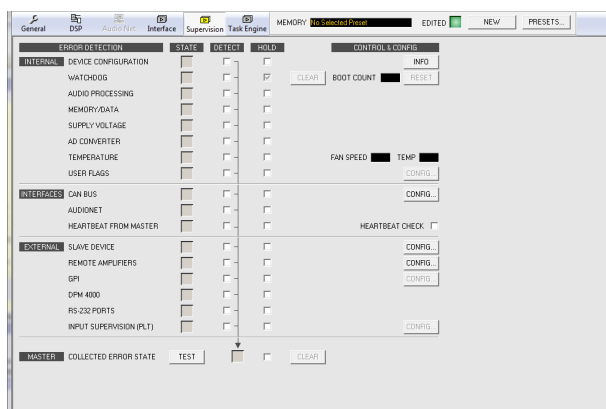 General DSP Audio Net Interface Supervision Task Engine MEMORY No Selected Preset EDITED NEW PRESETS...
ERROR DETECTION STATE DETECT HOLD CONTROL & CONFIG
INTERNAL DEVICE CONFIGURATION INFO
WATCHDOG CLEAR BOOT COUNT RESET
AUDIO PROCESSING
MEMORY/DATA
SUPPLY VOLTAGE
AD CONVERTER
TEMPERATURE FAN SPEED TEMP
USER FLAGS CONFIG...
INTERFACES CAN BUS CONFIG...
AUDIONET
HEARTBEAT FROM MASTER HEARTBEAT CHECK
EXTERNAL SLAVE DEVICE CONFIG...
REMOTE AMPLIFIERS CONFIG...
GPI CONFIG...
DPM 4000
RS-232 PORTS
INPUT SUPERVISION (PLT) CONFIG...
MASTER COLLECTED ERROR STATE TEST CLEAR